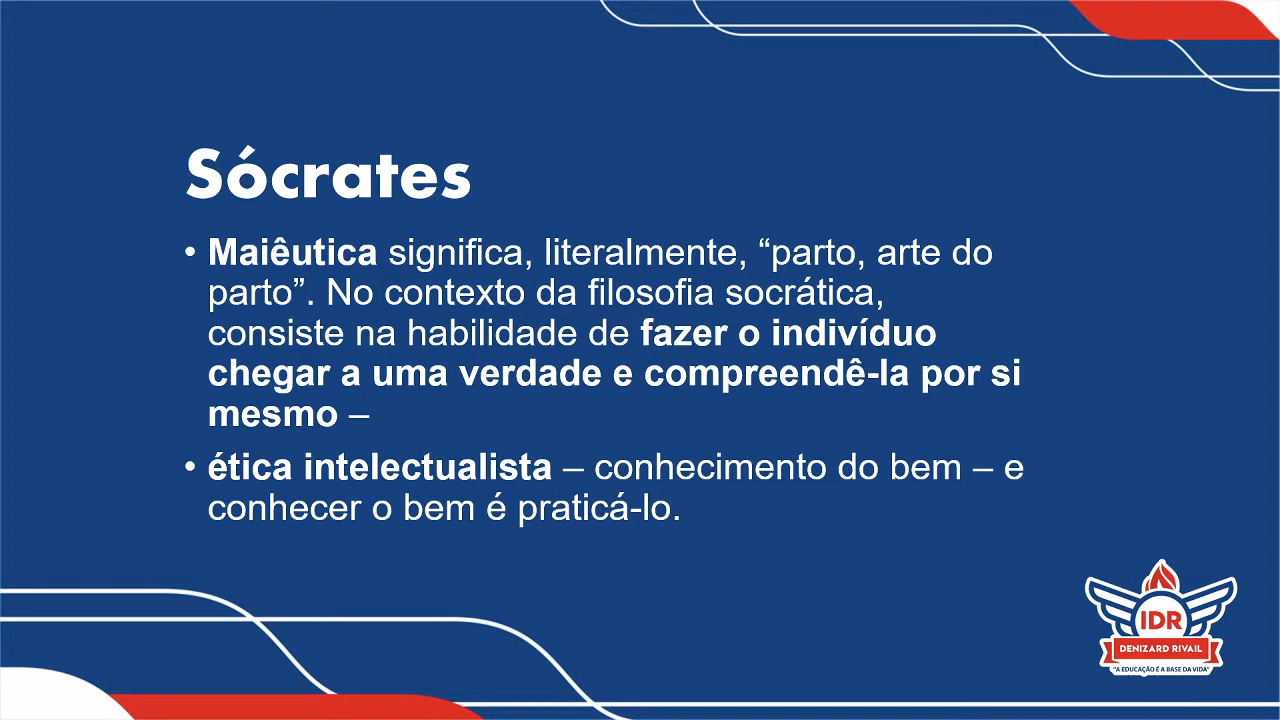 Sócrates
• Maiêutica significa, literalmente, “parto, arte do
parto”. No contexto da filosofia socrática,
consiste na habilidade de fazer o indivíduo
chegar a uma verdade e compreendê-la por si
mesmo –
• ética intelectualista – conhecimento do bem – e
conhecer o bem é praticá-lo.
IDR
DENIZARD RIVAIL
"A EDUCAÇÃO É A BASE DA VIDA"